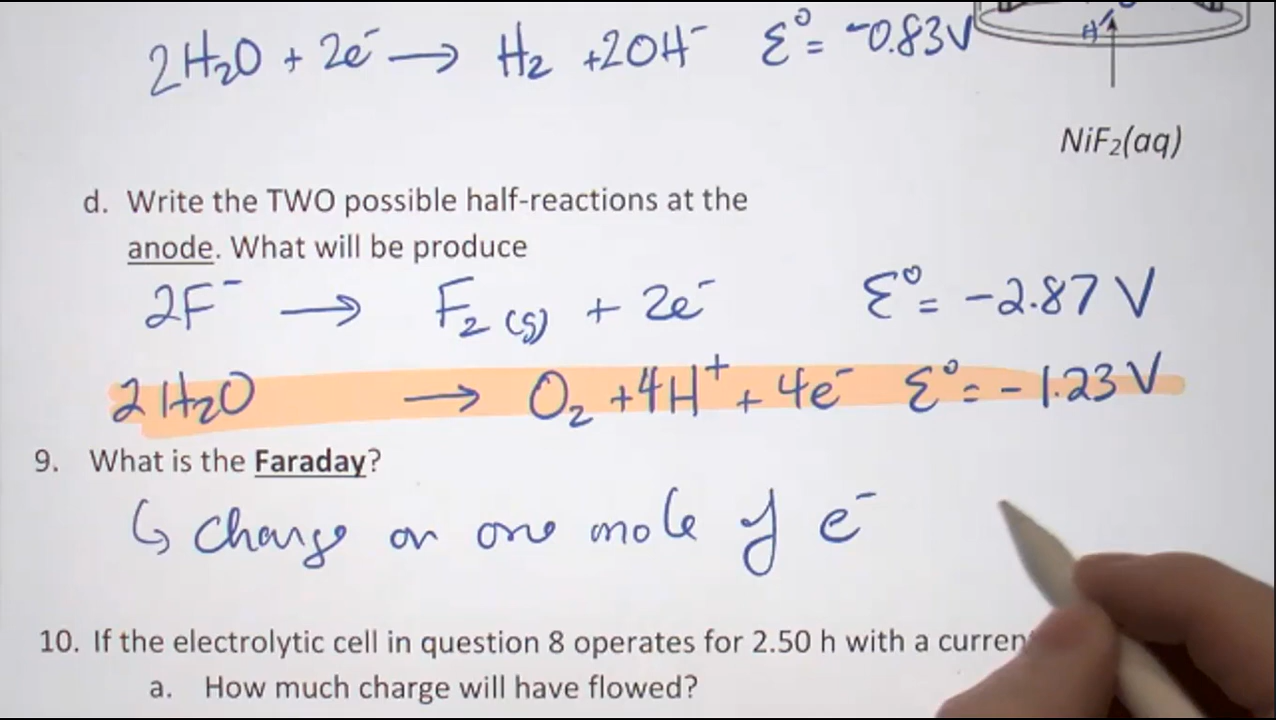 2H₂O + 2e⁻ → H₂ + 2OH⁻ ε° = -0.83V
H⁺
NiF₂(aq)
d. Write the TWO possible half-reactions at the
anode. What will be produce
2F⁻ → F₂ (g) + 2e⁻ ε° = -2.87 V
2H₂O → O₂ + 4H⁺ + 4e⁻ ε° = -1.23 V
9. What is the Faraday?
↳ Charge on one mole of e⁻
10. If the electrolytic cell in question 8 operates for 2.50 h with a curren
a. How much charge will have flowed?